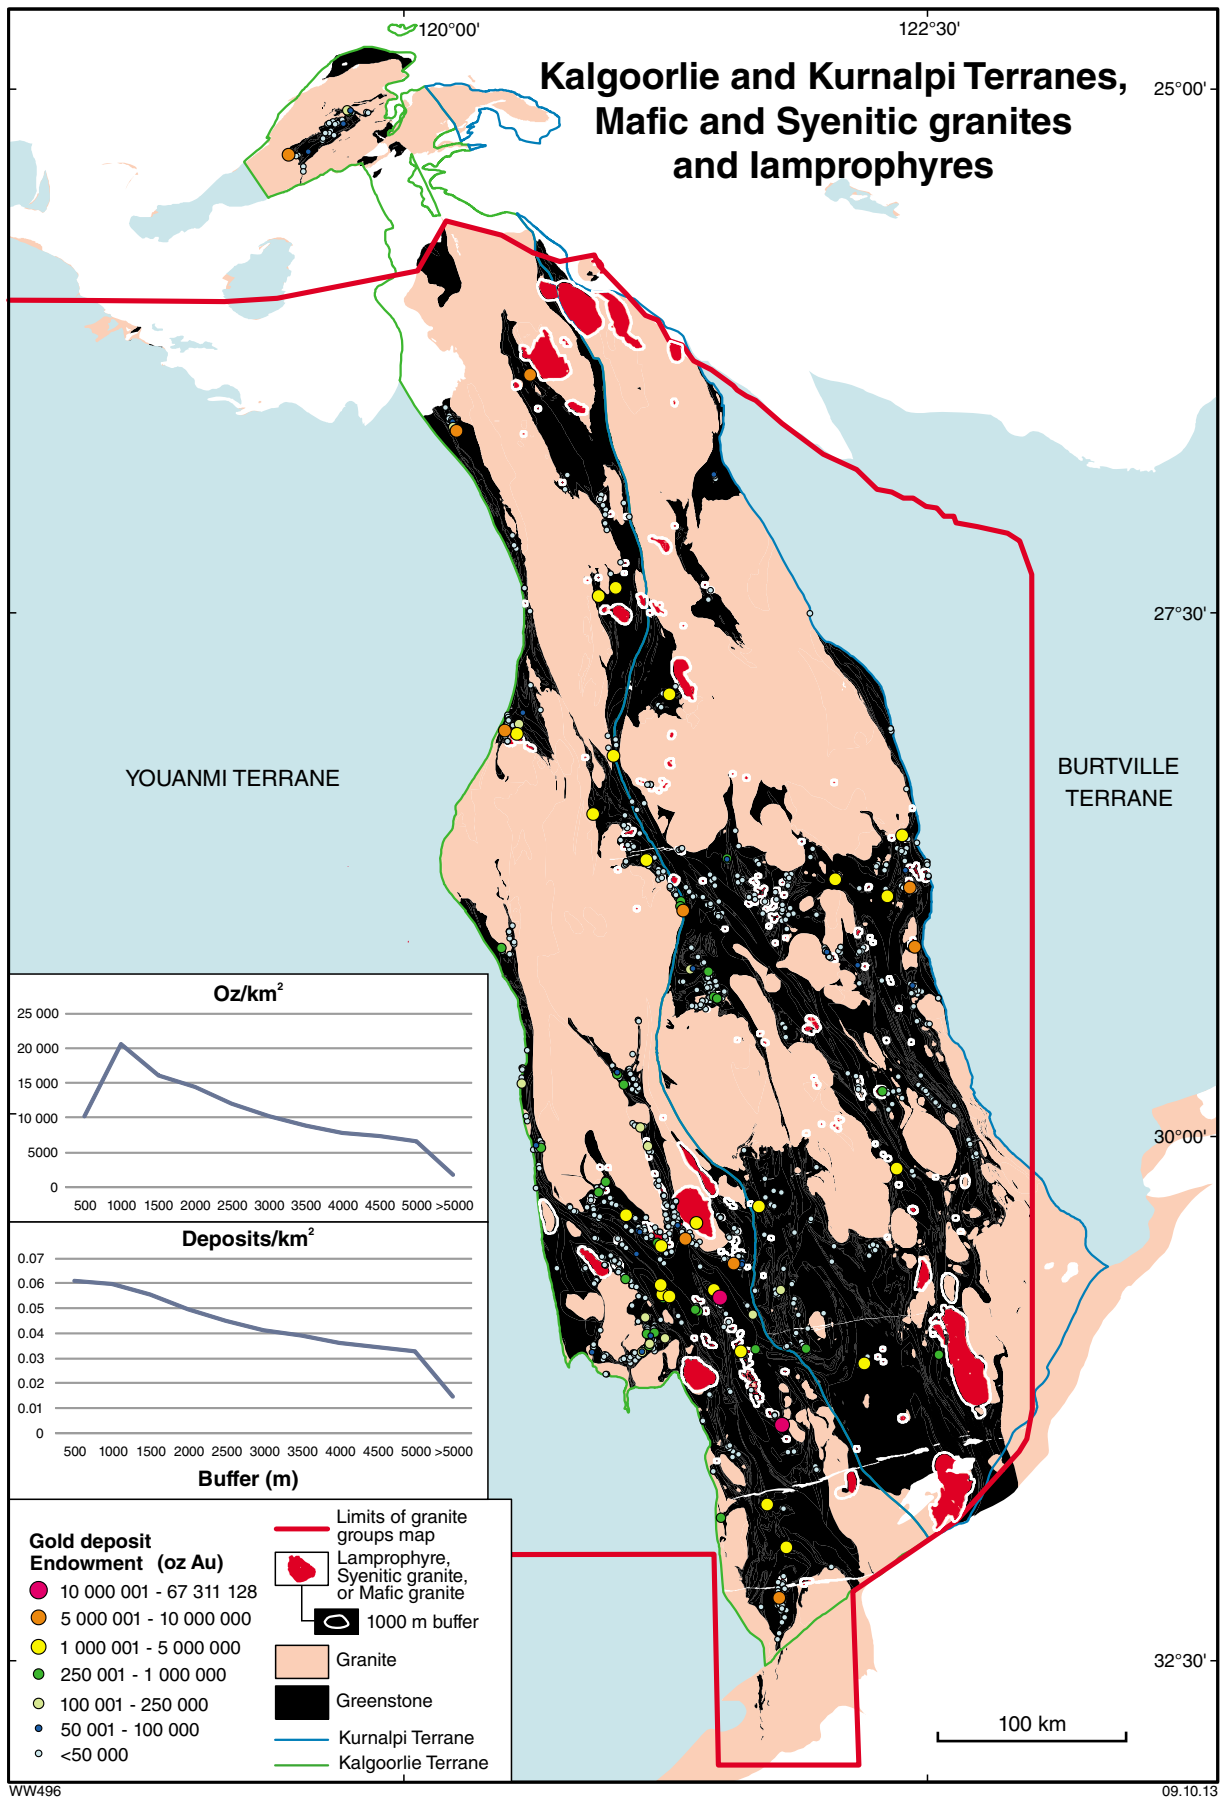 120°00'
122°30'
Kalgoorlie and Kurnalpi Terranes,
Mafic and Syenitic granites
and lamprophyres
25°00'
27°30'
YOUANMI TERRANE
BURTVILLE
TERRANE
30°00'
32°30'
Oz/km²
25 000
20 000
15 000
10 000
5000
0
500 1000 1500 2000 2500 3000 3500 4000 4500 5000 >5000
Deposits/km²
0.07
0.06
0.05
0.04
0.03
0.02
0.01
0
500 1000 1500 2000 2500 3000 3500 4000 4500 5000 >5000
Buffer (m)
Gold deposit
Endowment (oz Au)
10 000 001 - 67 311 128
5 000 001 - 10 000 000
1 000 001 - 5 000 000
250 001 - 1 000 000
100 001 - 250 000
50 001 - 100 000
<50 000
Limits of granite
groups map
Lamprophyre,
Syenitic granite,
or Mafic granite
1000 m buffer
Granite
Greenstone
Kurnalpi Terrane
Kalgoorlie Terrane
100 km
WW496
09.10.13